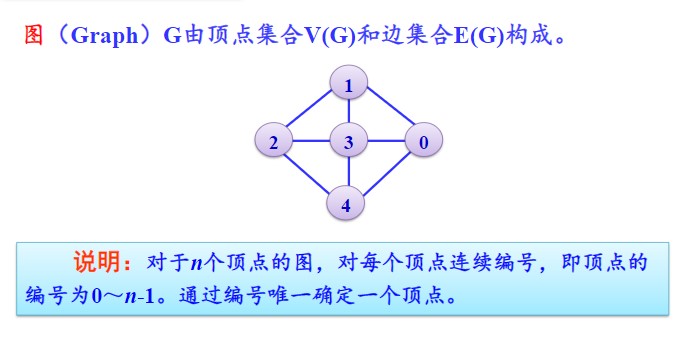 图（Graph）G由顶点集合V(G)和边集合E(G)构成。
1
2 3 0
4
说明：对于n个顶点的图，对每个顶点连续编号，即顶点的
编号为0～n-1。通过编号唯一确定一个顶点。